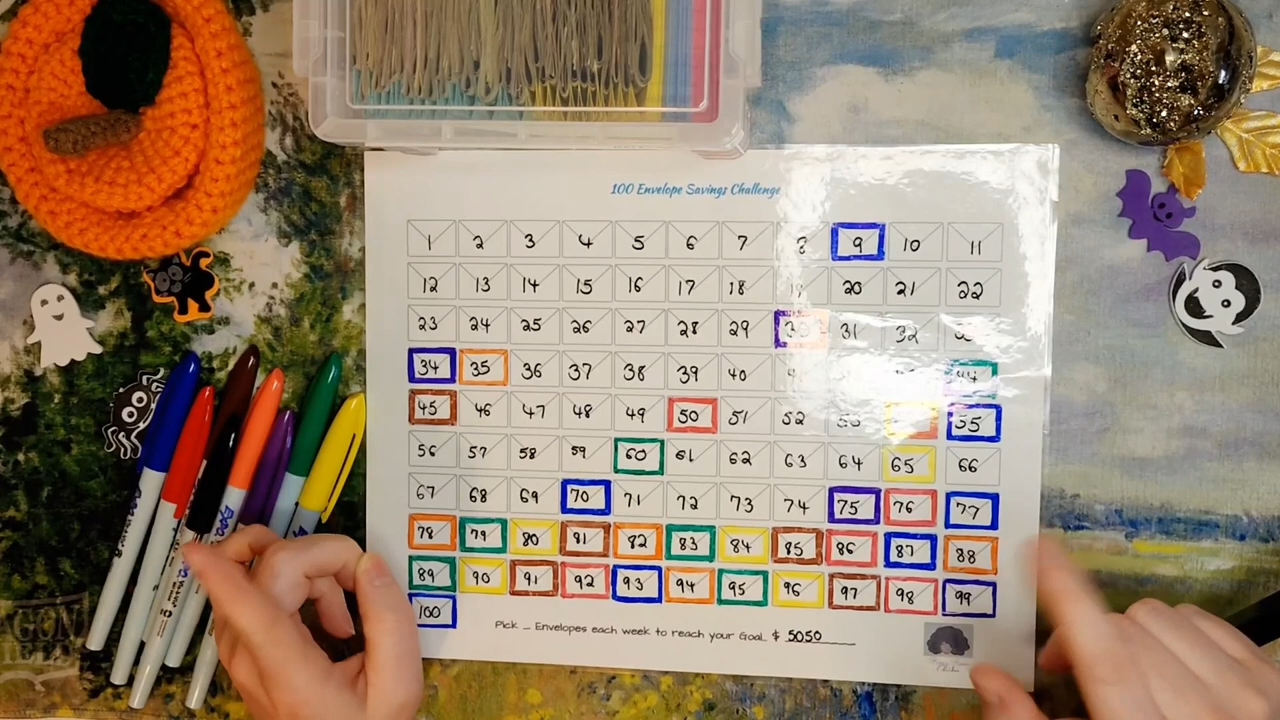 100 Envelope Savings Challenge
1 2 3 4 5 6 7 8 9 10 11
12 13 14 15 16 17 18 19 20 21 22
23 24 25 26 27 28 29 30 31 32
34 35 36 37 38 39 40 44
45 46 47 48 49 50 51 52 53 55
56 57 58 59 60 61 62 63 64 65 66
67 68 69 70 71 72 73 74 75 76 77
78 79 80 81 82 83 84 85 86 87 88
89 90 91 92 93 94 95 96 97 98 99
100
Pick _ Envelopes each week to reach your Goal. $ 5050